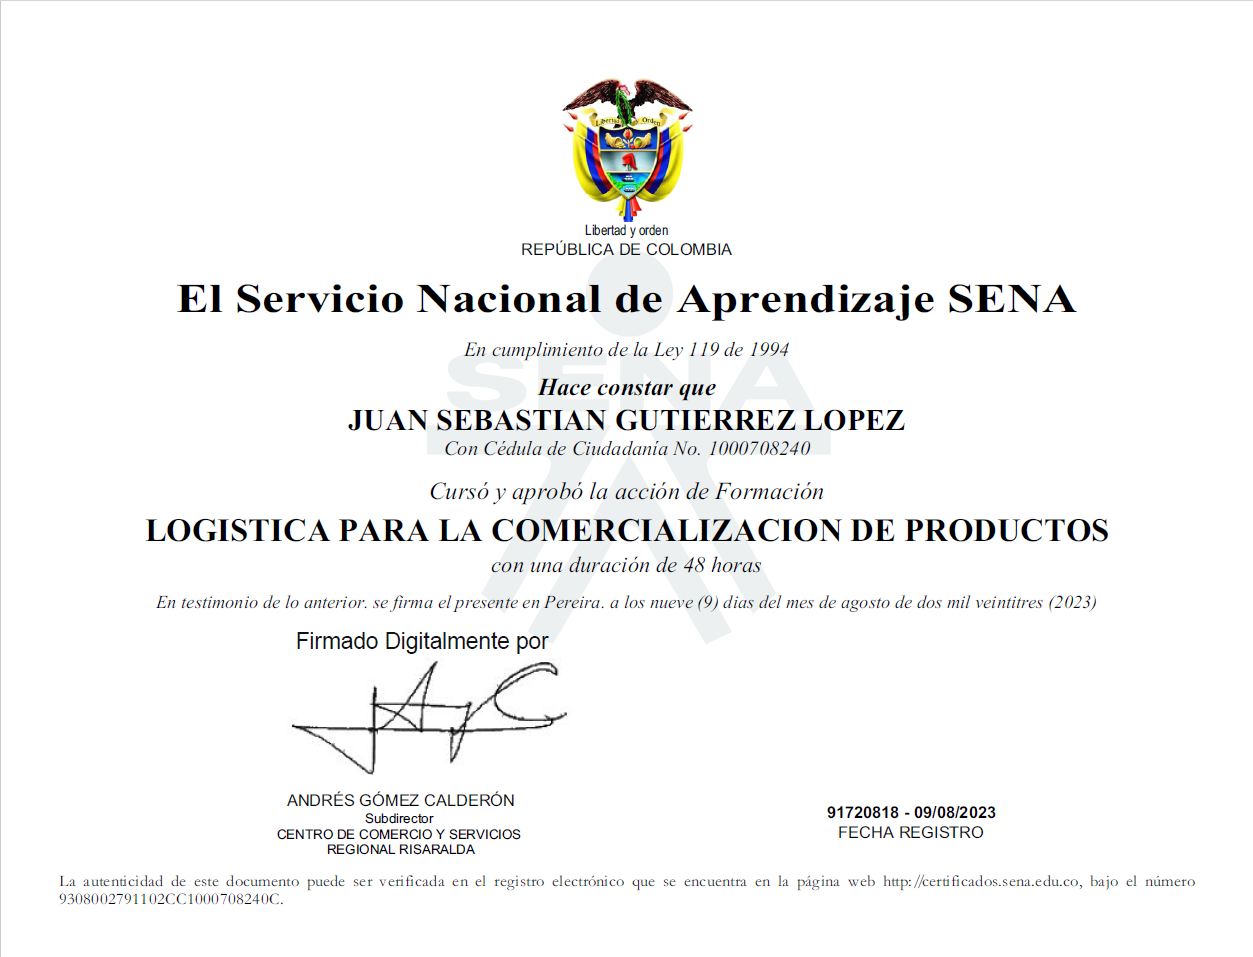 Libertad y Orden
Libertad y orden
REPÚBLICA DE COLOMBIA
El Servicio Nacional de Aprendizaje SENA
SENA
En cumplimiento de la Ley 119 de 1994
Hace constar que
JUAN SEBASTIAN GUTIERREZ LOPEZ
Con Cédula de Ciudadanía No. 1000708240
Cursó y aprobó la acción de Formación
LOGISTICA PARA LA COMERCIALIZACION DE PRODUCTOS
con una duración de 48 horas
En testimonio de lo anterior. se firma el presente en Pereira. a los nueve (9) dias del mes de agosto de dos mil veintitres (2023)
Firmado Digitalmente por
ANDRÉS GÓMEZ CALDERÓN
Subdirector
CENTRO DE COMERCIO Y SERVICIOS
REGIONAL RISARALDA
91720818 - 09/08/2023
FECHA REGISTRO
La autenticidad de este documento puede ser verificada en el registro electrónico que se encuentra en la página web http://certificados.sena.edu.co, bajo el número
9308002791102CC1000708240C.